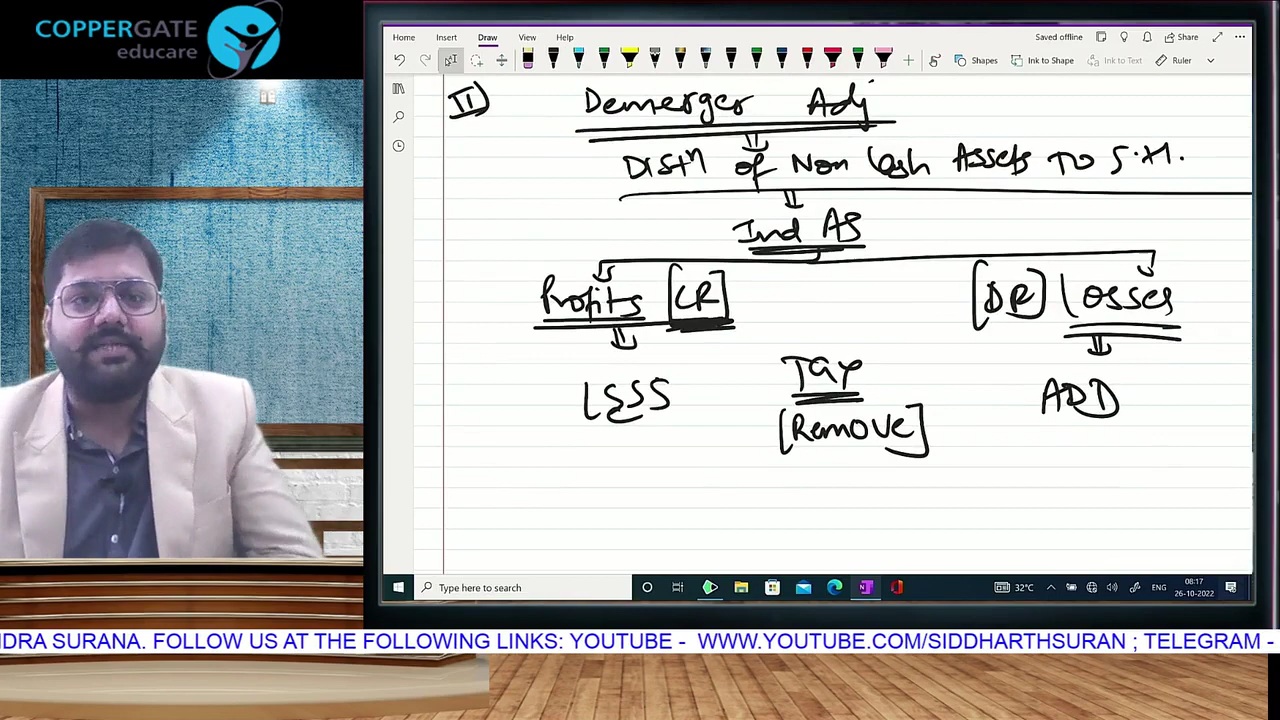 COPPERGATE
educare
Home Insert Draw View Help
Saved offline
Share
Shapes
Ink to Shape
Ink to Text
Ruler
II) Demerger Adj
Distn of Non Cash Assets To S.H.
Ind AS
Profits [CR] [DR] Losses
LESS TAX ADD
[Remove]
Type here to search
32°C
ENG
08:17
26-10-2022
NDRA SURANA. FOLLOW US AT THE FOLLOWING LINKS: YOUTUBE - WWW.YOUTUBE.COM/SIDDHARTHSURAN ; TELEGRAM -